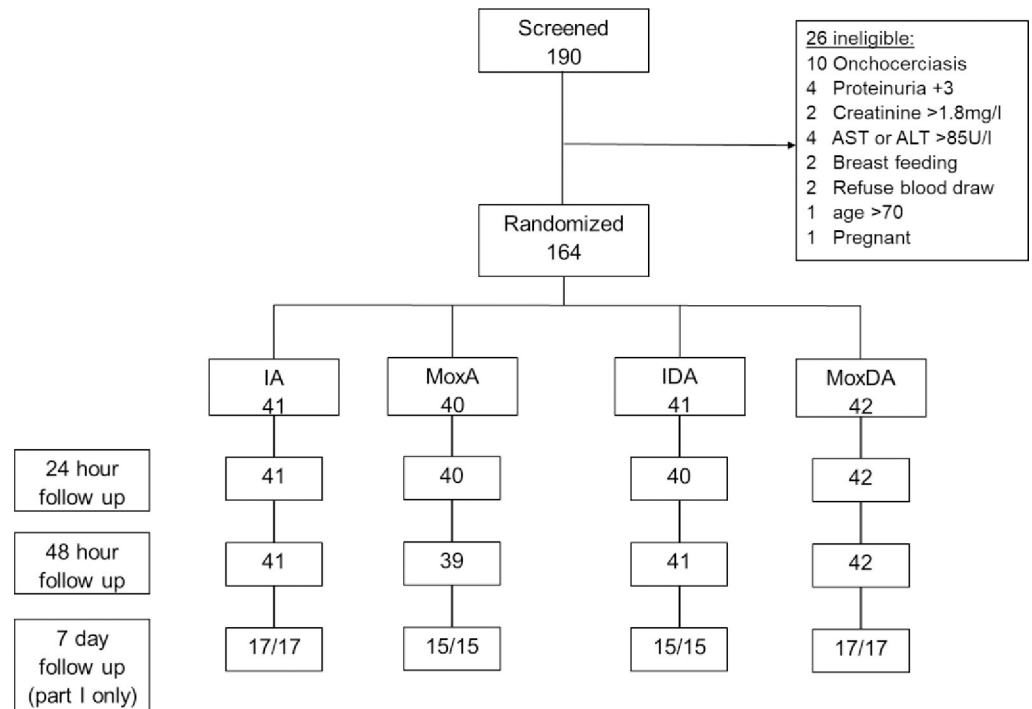 Screened
190
26 ineligible:
10 Onchocerciasis
4 Proteinuria +3
2 Creatinine >1.8mg/l
4 AST or ALT >85U/l
2 Breast feeding
2 Refuse blood draw
1 age >70
1 Pregnant
Randomized
164
IA
41
MoxA
40
IDA
41
MoxDA
42
24 hour
follow up
41
40
40
42
48 hour
follow up
41
39
41
42
7 day
follow up
(part I only)
17/17
15/15
15/15
17/17